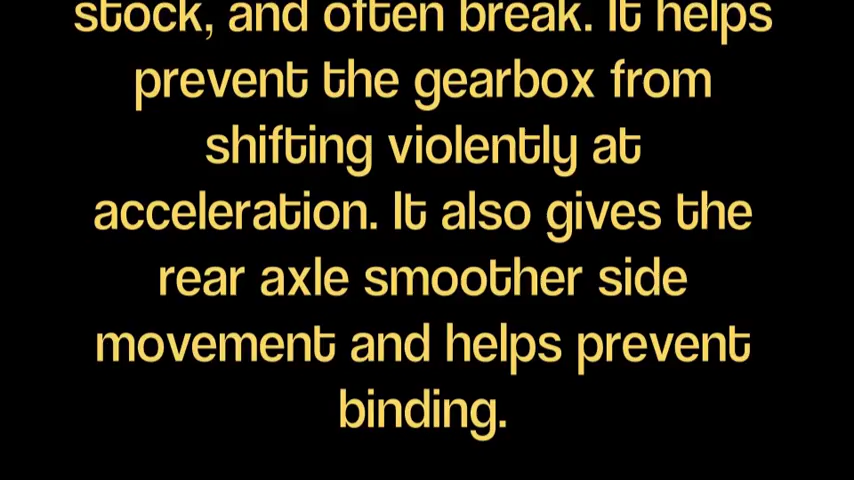 stock, and often break. It helps
prevent the gearbox from
shifting violently at
acceleration. It also gives the
rear axle smoother side
movement and helps prevent
binding.